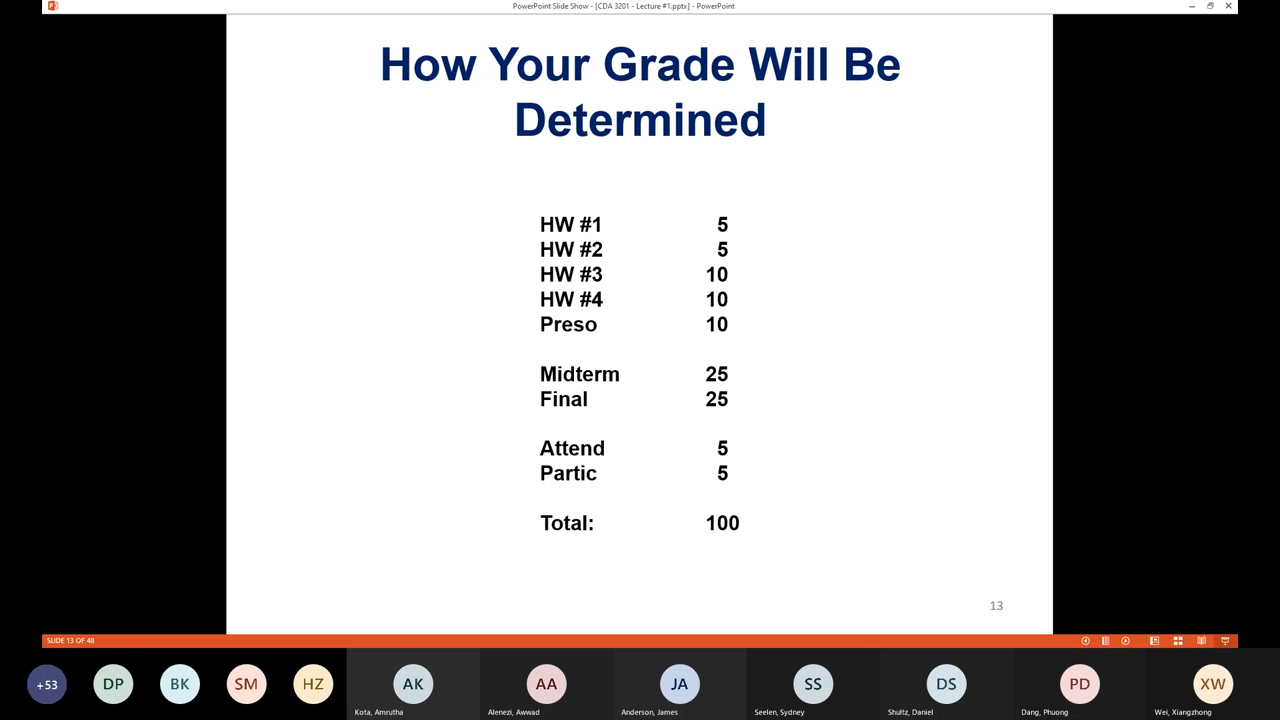 PowerPoint Slide Show - [CDA 3201 - Lecture #1.pptx] - PowerPoint
How Your Grade Will Be
Determined
HW #1 5
HW #2 5
HW #3 10
HW #4 10
Preso 10
Midterm 25
Final 25
Attend 5
Partic 5
Total: 100
13
SLIDE 13 OF 48
+53 DP BK SM HZ AK AA JA SS DS PD XW
Kota, Amrutha Alenezi, Awwad Anderson, James Seelen, Sydney Shultz, Daniel Dang, Phuong Wei, Xiangzhong